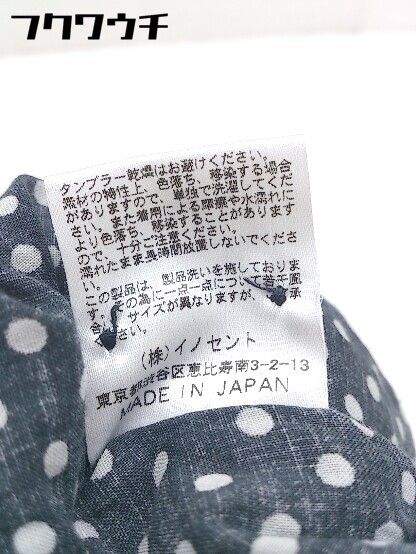 フクワウチ
タンブラー乾燥はお避けください。
素材の特性上、色落ち、移染する場合
がありますので、単独で洗濯してくだ
さい。また着用による摩擦や水濡れに
より色落ち、移染することがあります
ので、十分ご注意ください。
濡れたまま長時間放置しないでくださ
い。
この製品は、製品洗いを施しておりま
す。その為に一点一点について若干風
サイズが異なりますが、
(株)イノセント
東京都渋谷区恵比寿南3-2-13
MADE IN JAPAN